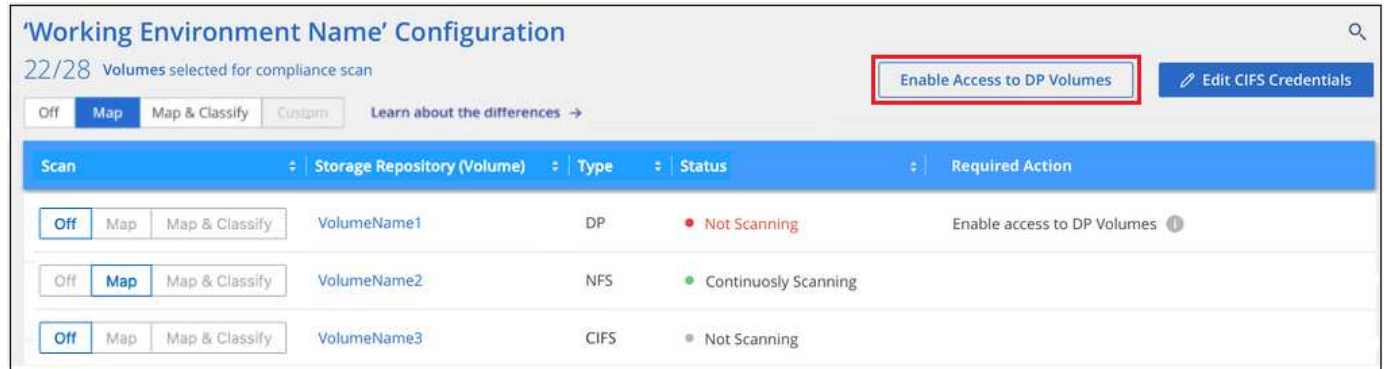 'Working Environment Name' Configuration
22/28 Volumes selected for compliance scan
Enable Access to DP Volumes
Edit CIFS Credentials
Off Map Map & Classify Custom Learn about the differences →
Scan Storage Repository (Volume) Type Status Required Action
Off Map Map & Classify VolumeName1 DP Not Scanning Enable access to DP Volumes
Off Map Map & Classify VolumeName2 NFS Continuosly Scanning
Off Map Map & Classify VolumeName3 CIFS Not Scanning